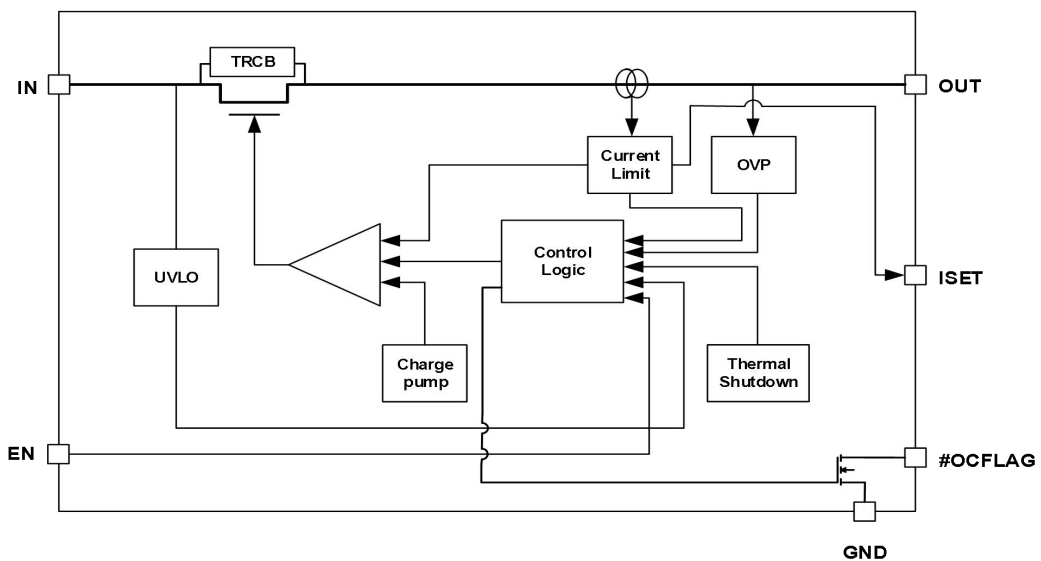 TRCB
IN
OUT
Current
Limit
OVP
Control
Logic
UVLO
ISET
Charge
pump
Thermal
Shutdown
EN
#OCFLAG
GND